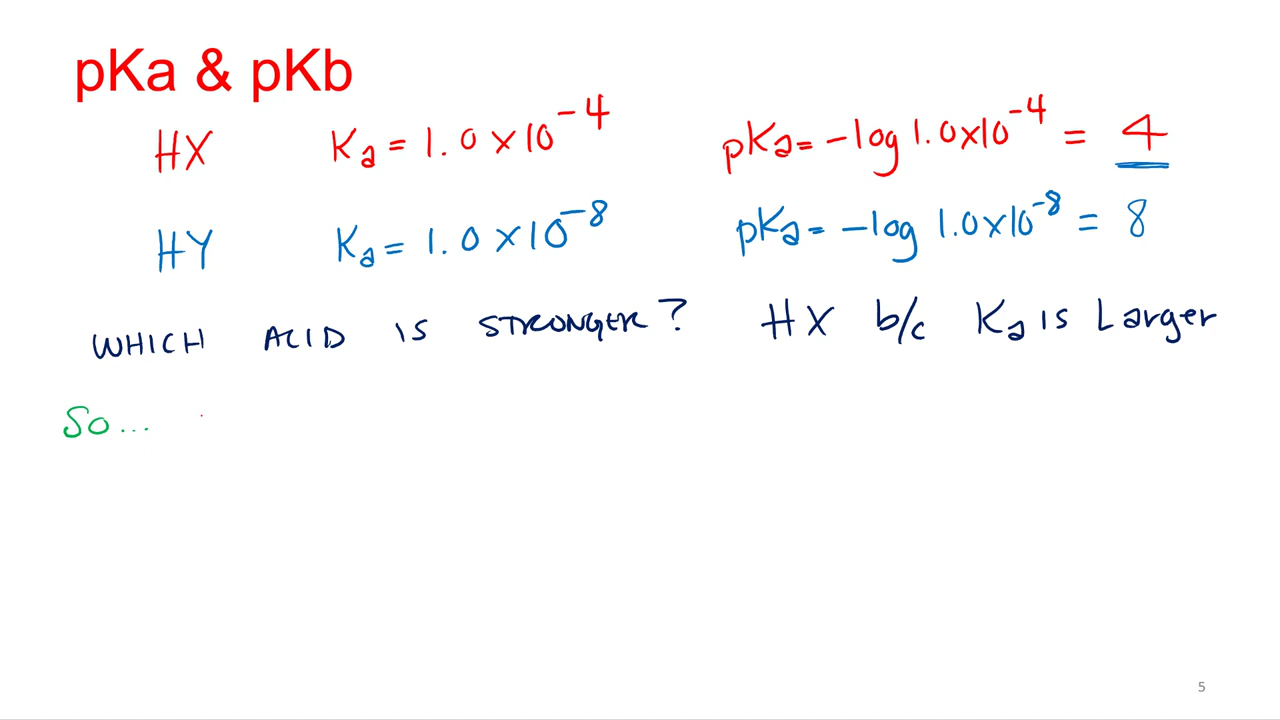 pKa & pKb
HX Ka = 1.0 x 10⁻⁴ pKa = -log 1.0x10⁻⁴ = 4
HY Ka = 1.0 x 10⁻⁸ pKa = -log 1.0x10⁻⁸ = 8
WHICH ACID IS STRONGER? HX b/c Ka is Larger
So...
5